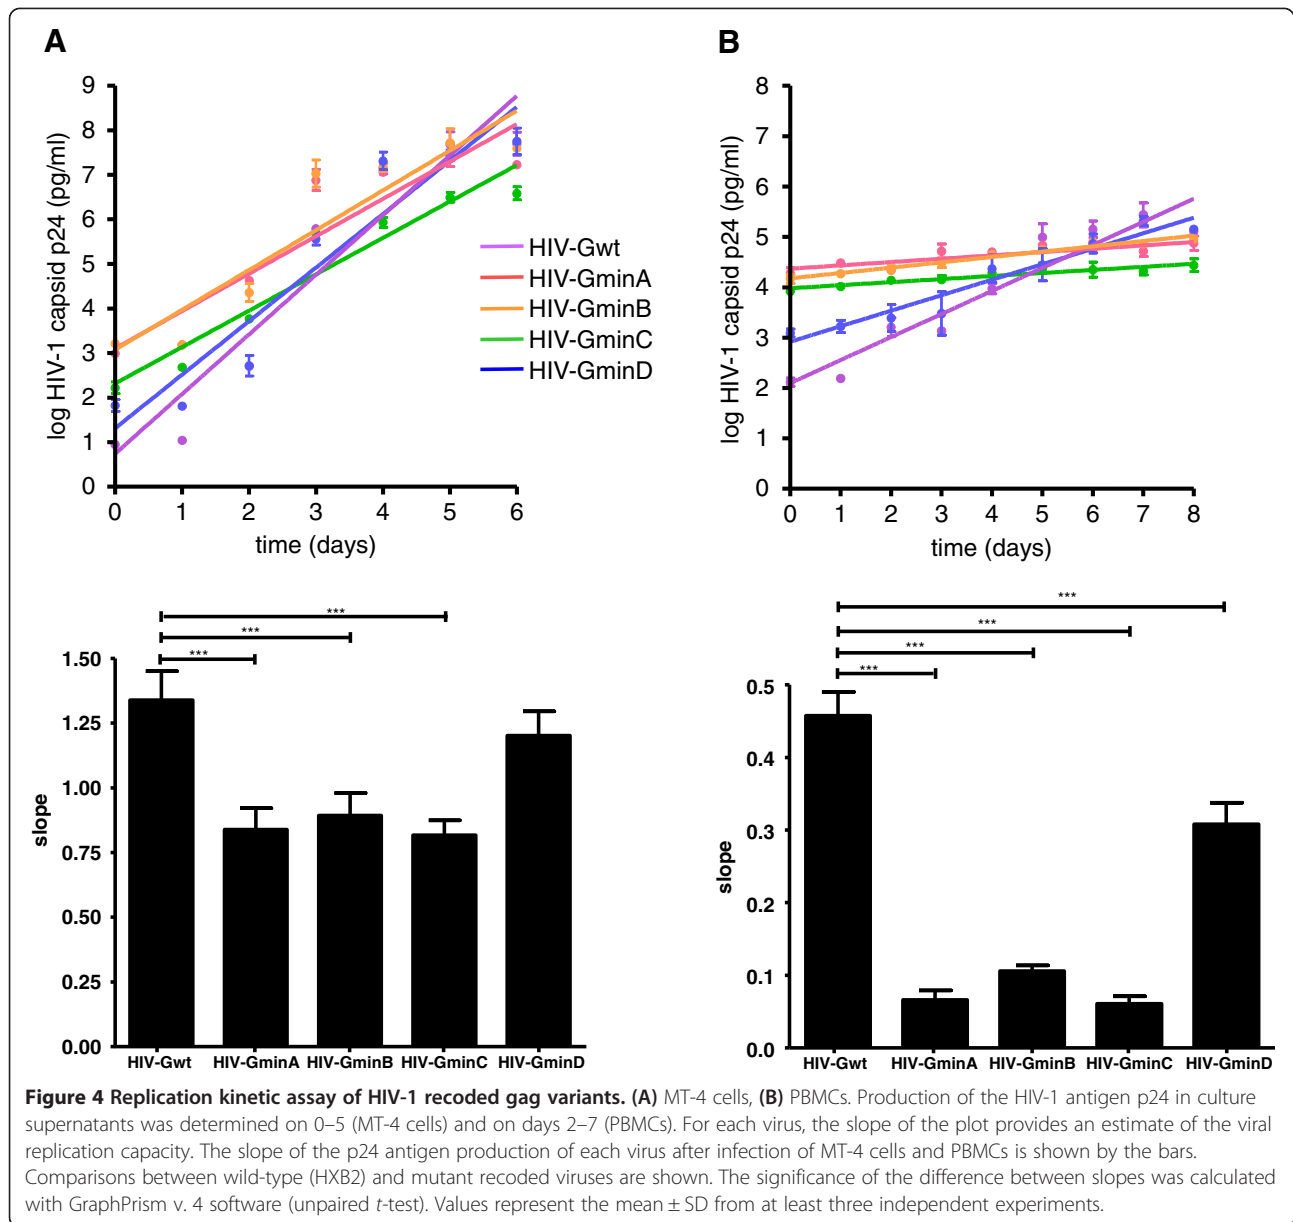 A
B
log HIV-1 capsid p24 (pg/ml)
9
8
7
6
5
4
3
2
1
0
0 1 2 3 4 5 6
time (days)
HIV-Gwt
HIV-GminA
HIV-GminB
HIV-GminC
HIV-GminD
log HIV-1 capsid p24 (pg/ml)
8
7
6
5
4
3
2
1
0
0 1 2 3 4 5 6 7 8
time (days)
***
***
***
slope
1.50
1.25
1.00
0.75
0.50
0.25
0.00
HIV-Gwt HIV-GminA HIV-GminB HIV-GminC HIV-GminD
***
***
***
***
slope
0.5
0.4
0.3
0.2
0.1
0.0
HIV-Gwt HIV-GminA HIV-GminB HIV-GminC HIV-GminD
Figure 4 Replication kinetic assay of HIV-1 recoded gag variants. (A) MT-4 cells, (B) PBMCs. Production of the HIV-1 antigen p24 in culture
supernatants was determined on 0–5 (MT-4 cells) and on days 2–7 (PBMCs). For each virus, the slope of the plot provides an estimate of the viral
replication capacity. The slope of the p24 antigen production of each virus after infection of MT-4 cells and PBMCs is shown by the bars.
Comparisons between wild-type (HXB2) and mutant recoded viruses are shown. The significance of the difference between slopes was calculated
with GraphPrism v. 4 software (unpaired t-test). Values represent the mean ± SD from at least three independent experiments.